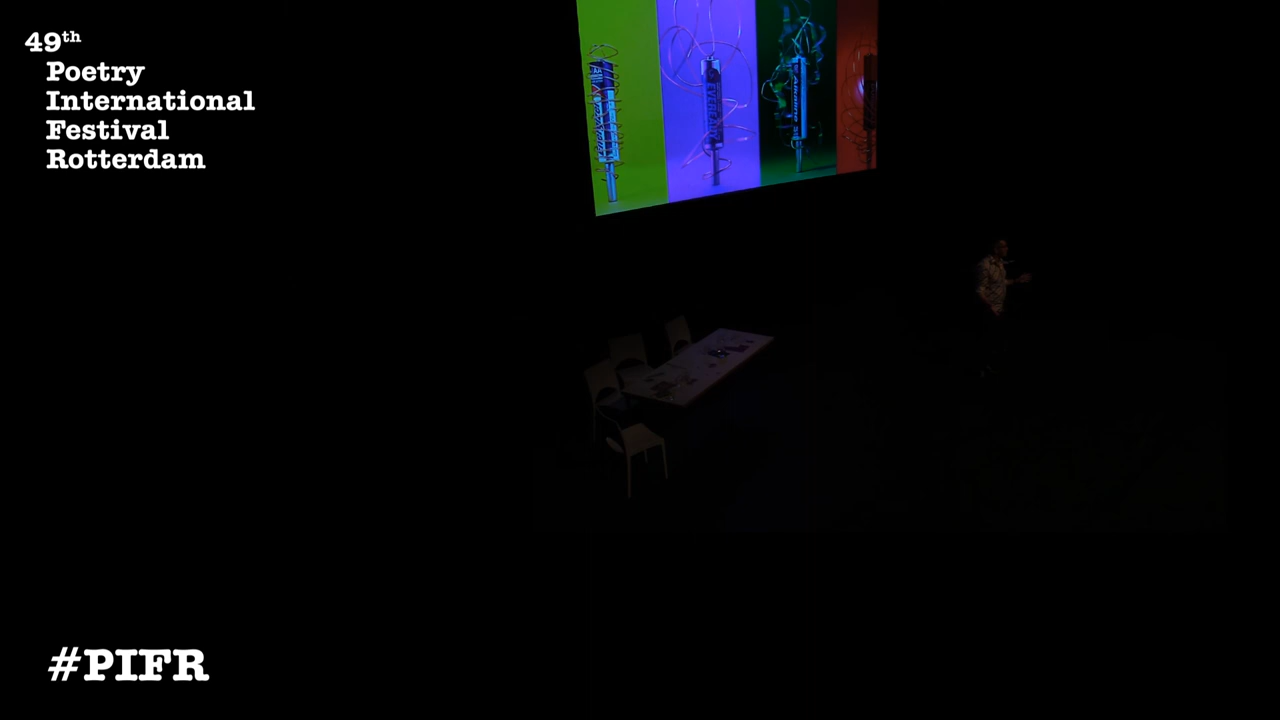 49th
Poetry
International
Festival
Rotterdam
#PIFR